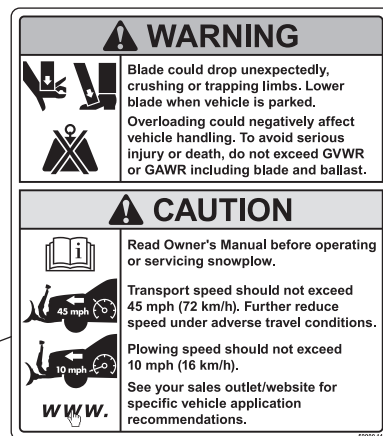 WARNING
Blade could drop unexpectedly,
crushing or trapping limbs. Lower
blade when vehicle is parked.
Overloading could negatively affect
vehicle handling. To avoid serious
injury or death, do not exceed GVWR
or GAWR including blade and ballast.
CAUTION
Read Owner's Manual before operating
or servicing snowplow.
Transport speed should not exceed
45 mph (72 km/h). Further reduce
speed under adverse travel conditions.
45 mph
Plowing speed should not exceed
10 mph (16 km/h).
10 mph
See your sales outlet/website for
specific vehicle application
recommendations.
www.